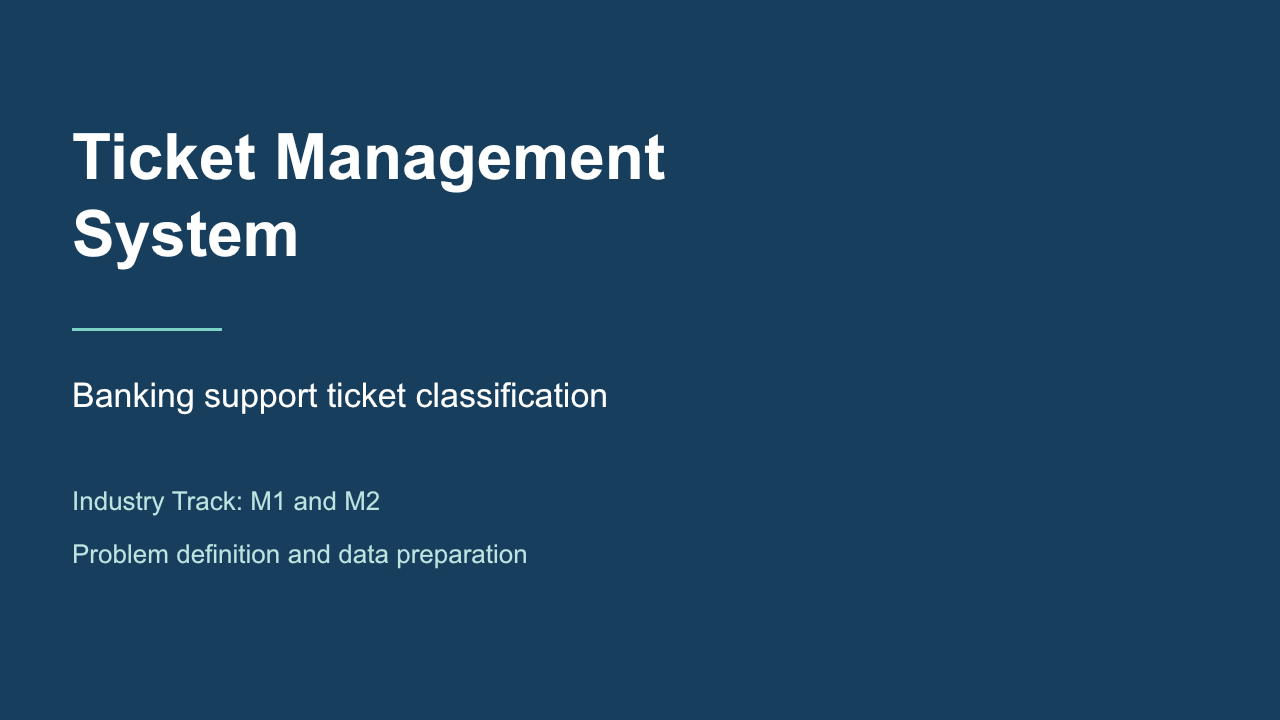 Ticket Management
System
Banking support ticket classification
Industry Track: M1 and M2
Problem definition and data preparation